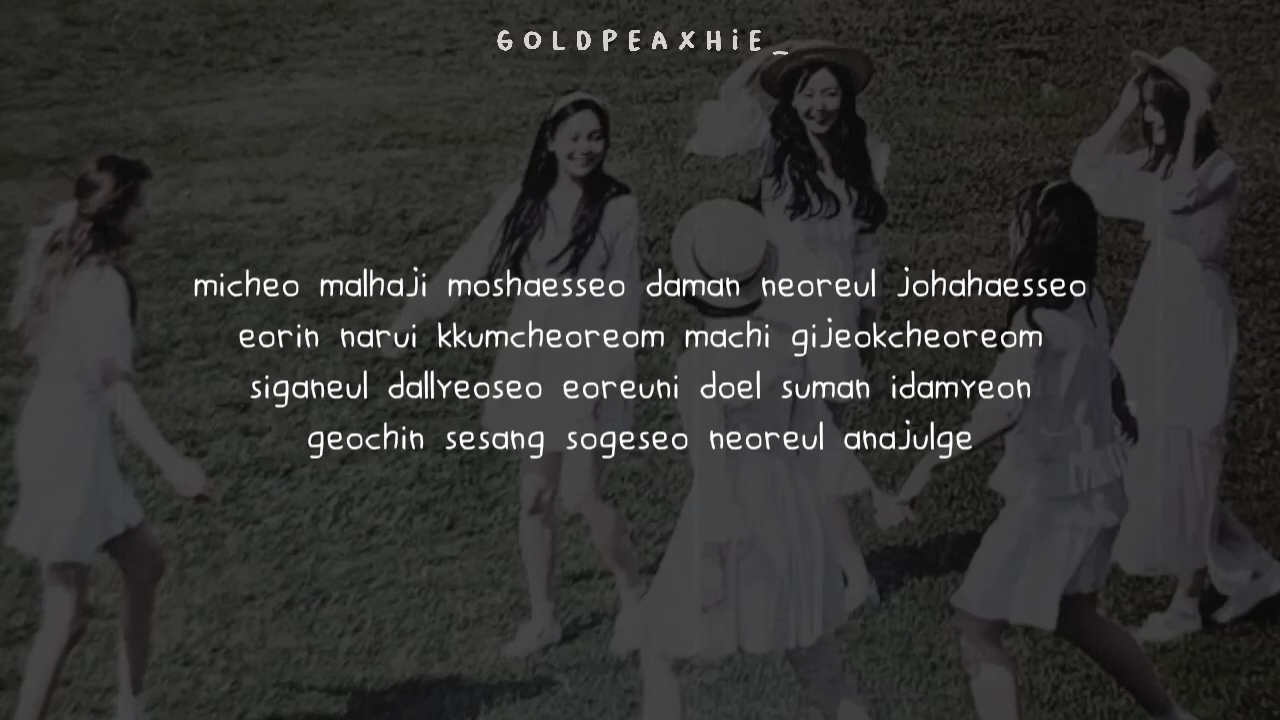 GOLDPEAXHiE_
micheo malhaji moshaesseo daman neoreul johahaesseo
eorin narui kkumcheoreom machi gijeokcheoreom
siganeul dallyeoseo eoreuni doel suman idamyeon
geochin sesang sogeseo neoreul anajulge